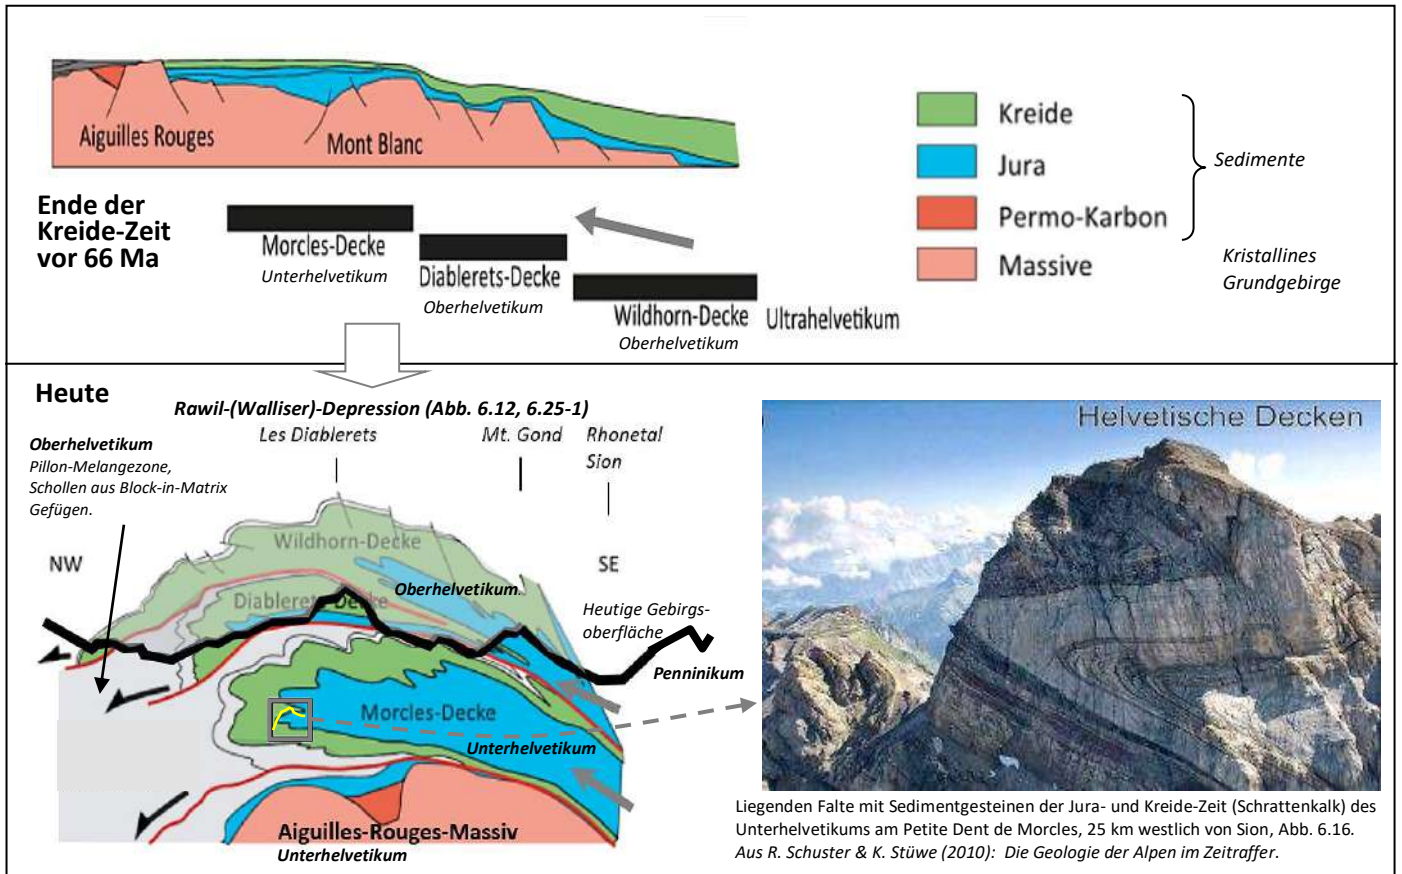 Aiguilles Rouges
Mont Blanc
Kreide
Jura
Permo-Karbon
Massive
Sedimente
Kristallines
Grundgebirge
Ende der
Kreide-Zeit
vor 66 Ma
Morcles-Decke
Unterhelvetikum
Diablerets-Decke
Oberhelvetikum
Wildhorn-Decke
Oberhelvetikum
Ultrahelvetikum
Heute
Rawil-(Walliser)-Depression (Abb. 6.12, 6.25-1)
Les Diablerets
Mt. Gond
Rhonetal
Sion
Oberhelvetikum
Pillon-Melangezone,
Schollen aus Block-in-Matrix
Gefügen.
NW
SE
Wildhorn-Decke
Diablerets-Decke
Oberhelvetikum.
Heutige Gebirgs-
oberfläche
Penninikum
Morcles-Decke
Unterhelvetikum
Aiguilles-Rouges-Massiv
Unterhelvetikum
Helvetische Decken
Liegenden Falte mit Sedimentgesteinen der Jura- und Kreide-Zeit (Schrattenkalk) des
Unterhelvetikums am Petite Dent de Morcles, 25 km westlich von Sion, Abb. 6.16.
Aus R. Schuster & K. Stüwe (2010): Die Geologie der Alpen im Zeitraffer.